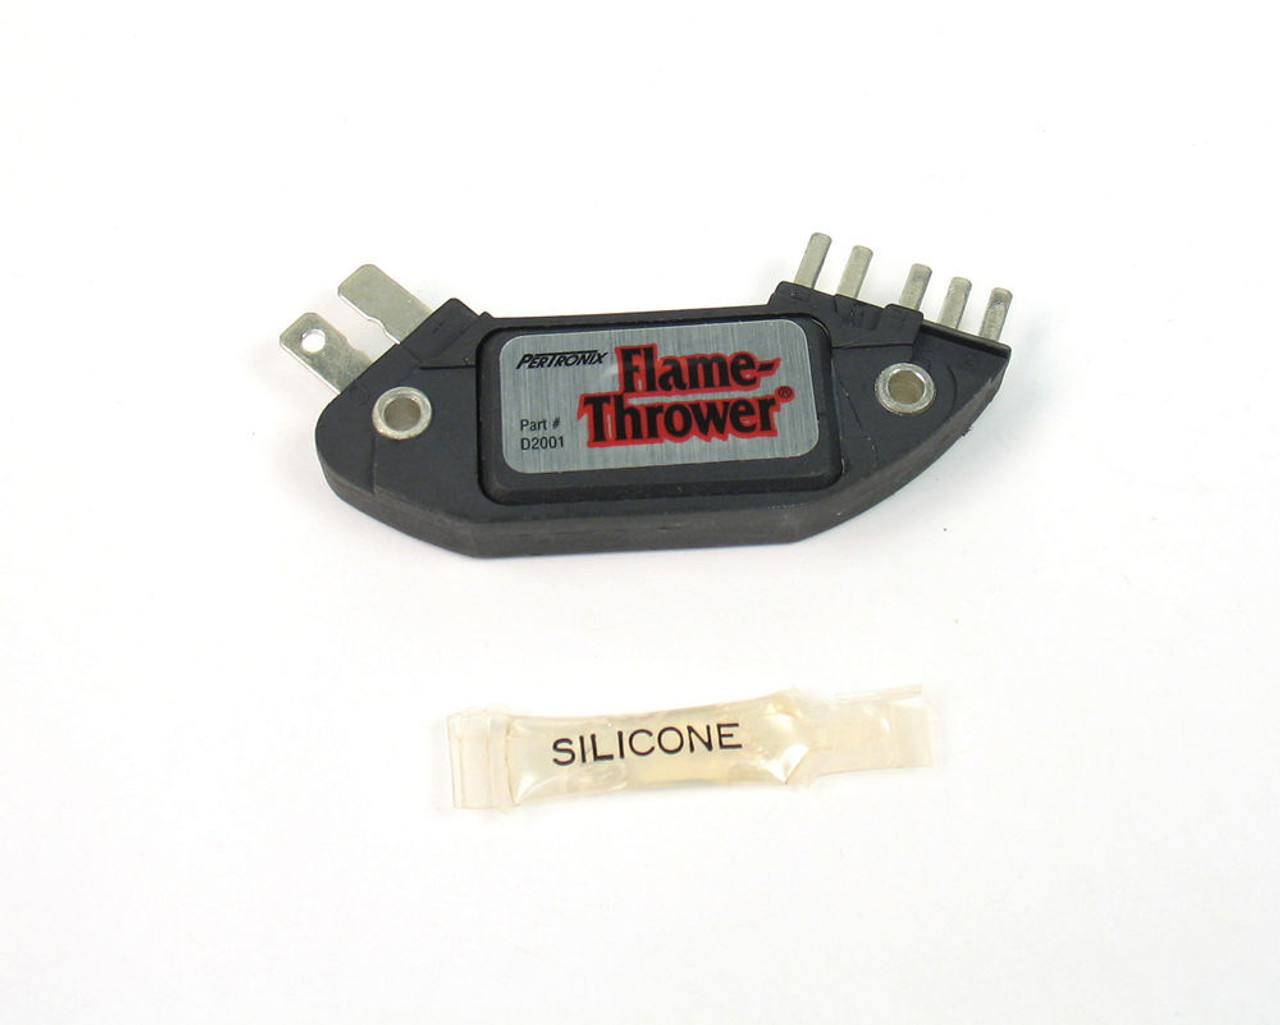 PERTRONIX
Flame-
Thrower®
Part #
D2001
SILICONE